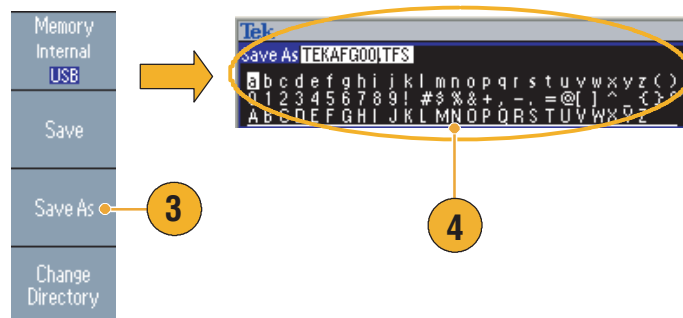 Memory
Internal
USB
Save
Save As
Change
Directory
3
Tek
Save As TEKAFG00 .TFS
a b c d e f g h i j k l m n o p q r s t u v w x y z ( )
0 1 2 3 4 5 6 7 8 9 ! # $ % & + , - . = @ [ ] ^ _ { }
A B C D E F G H I J K L M N O P Q R S T U V W X Y Z
4